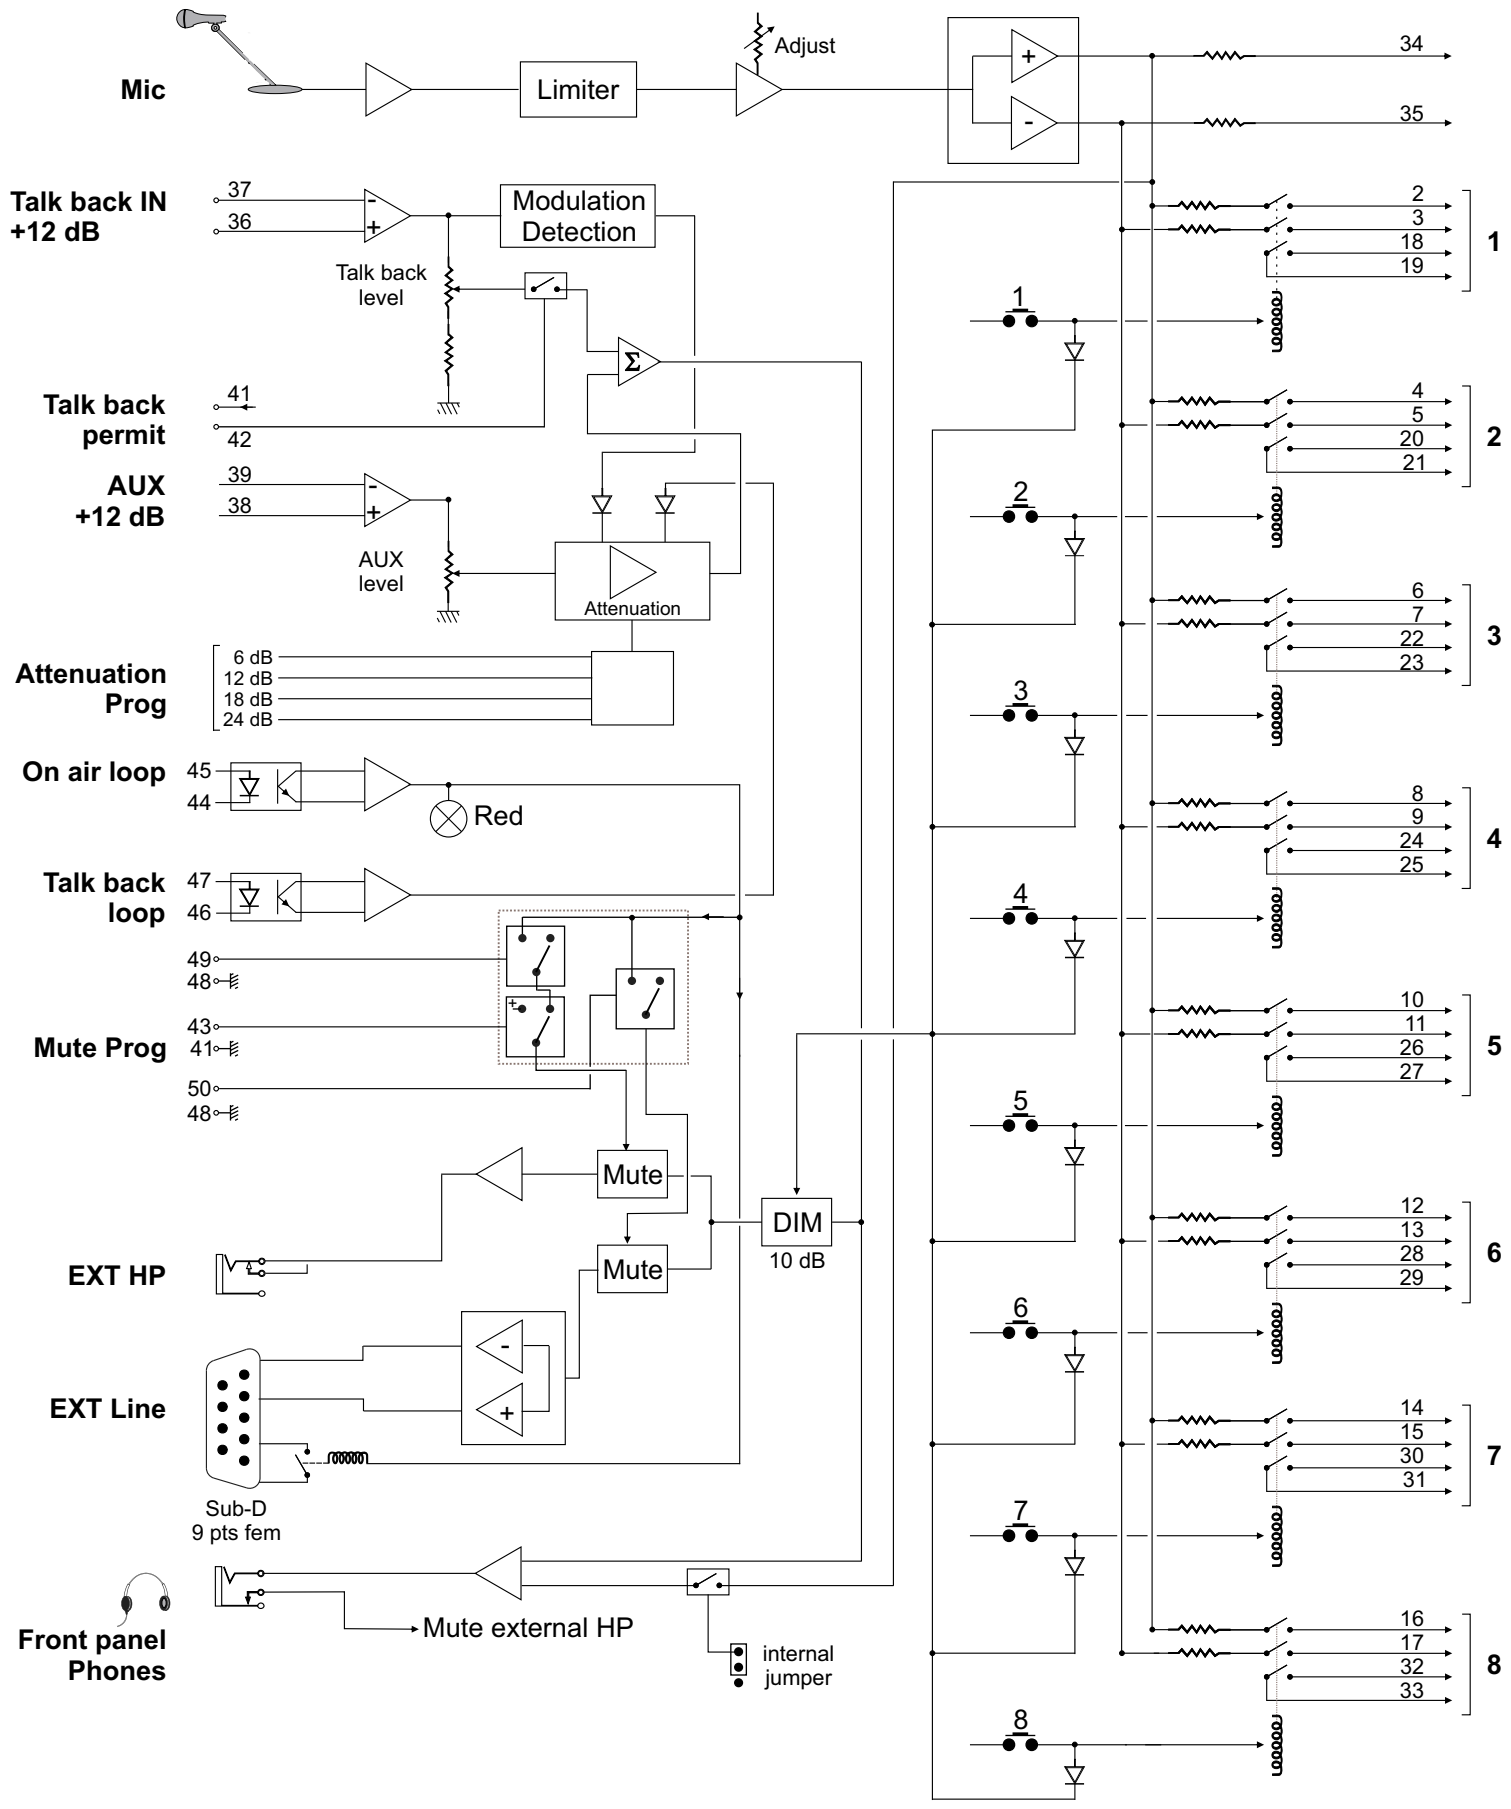 Adjust
Mic
Limiter
+
-
34
35
Talk back IN
+12 dB
37
36
-
+
Modulation
Detection
Talk back
level
Σ
Talk back
permit
41
42
AUX
+12 dB
39
38
-
+
AUX
level
Attenuation
Attenuation
Prog
6 dB
12 dB
18 dB
24 dB
On air loop
45
44
Red
Talk back
loop
47
46
49
48
+
Mute Prog
43
41
50
48
Mute
DIM
10 dB
EXT HP
Mute
EXT Line
-
+
Sub-D
9 pts fem
Front panel
Phones
Mute external HP
internal
jumper
1
2
3
4
5
6
7
8
2
3
18
19
1
4
5
20
21
2
6
7
22
23
3
8
9
24
25
4
10
11
26
27
5
12
13
28
29
6
14
15
30
31
7
16
17
32
33
8